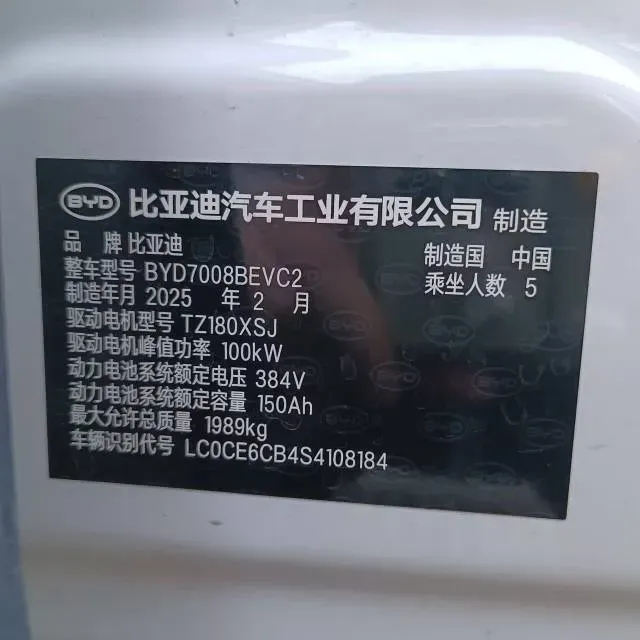 BYD 比亚迪汽车工业有限公司 制造
品 牌 比亚迪
制造国 中国
整车型号 BYD7008BEVC2
乘坐人数 5
制造年月 2025 年 2 月
驱动电机型号 TZ180XSJ
驱动电机峰值功率 100kW
动力电池系统额定电压 384V
动力电池系统额定容量 150Ah
最大允许总质量 1989kg
车辆识别代号 LC0CE6CB4S4108184